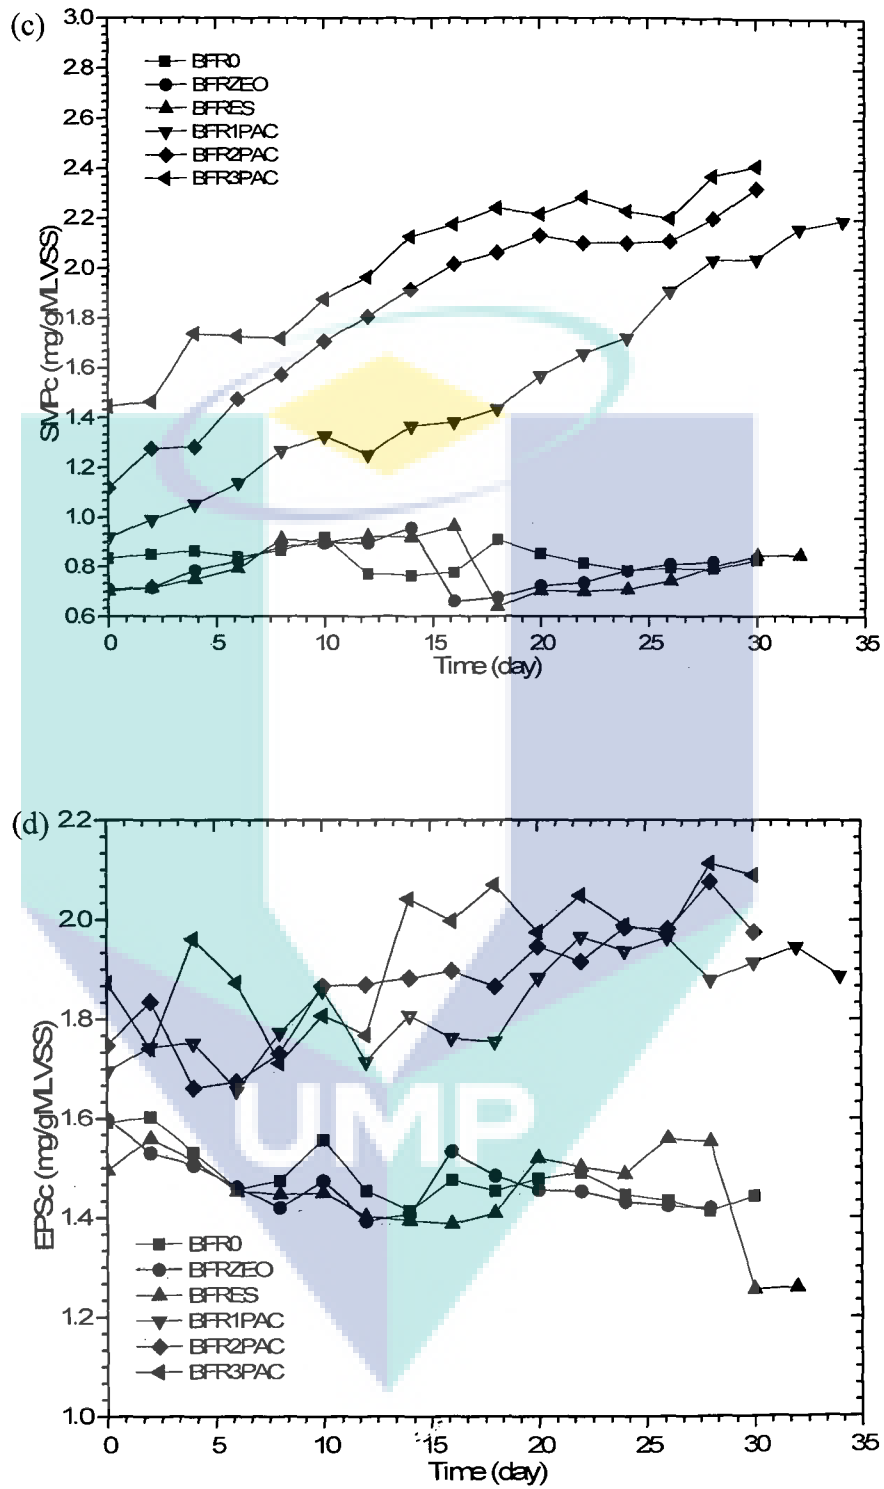 (c)
3.0
2.8
2.6
2.4
2.2
2.0
1.8
1.6
1.4
1.2
1.0
0.8
0.6
SMPc (mg/gMLVSS)
BFR0
BFRZEO
BFRES
BFR1PAC
BFR2PAC
BFR3PAC
0 5 10 15 20 25 30 35
Time (day)
(d)
2.2
2.0
1.8
1.6
1.4
1.2
1.0
EPSc (mg/gMLVSS)
UMP
BFR0
BFRZEO
BFRES
BFR1PAC
BFR2PAC
BFR3PAC
0 5 10 15 20 25 30 35
Time (day)